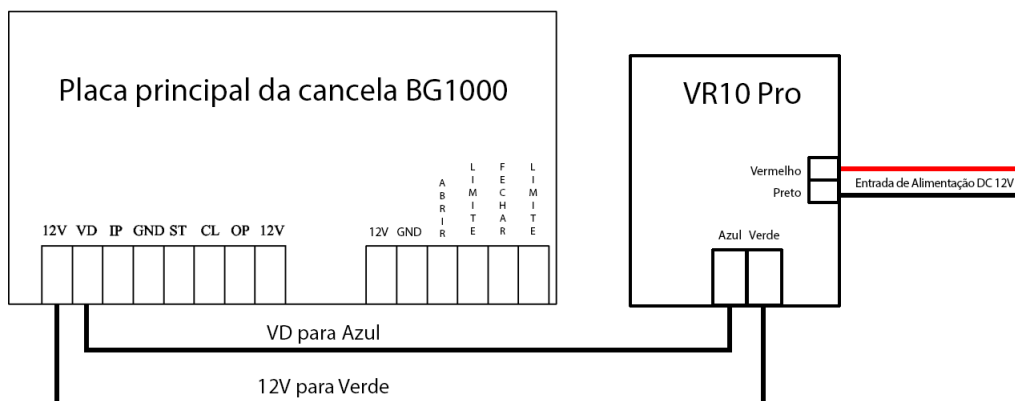 Placa principal da cancela BG1000
VR10 Pro
ABRIR
LIMITE
FECHAR
LIMITE
12V VD IP GND ST CL OP 12V
12V GND
Vermelho
Preto
Entrada de Alimentação DC 12V
Azul Verde
VD para Azul
12V para Verde